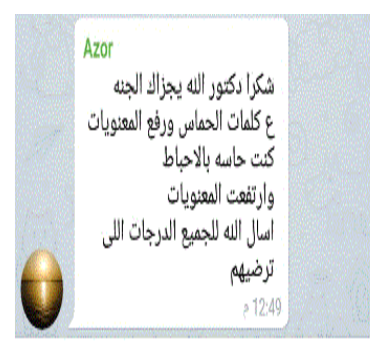 Azor
شكرا دكتور الله يجزاك الجنه
ع كلمات الحماس ورفع المعنويات
كنت حاسه بالاحباط
وارتفعت المعنويات
اسال الله للجميع الدرجات اللى
ترضيهم
12:49 م